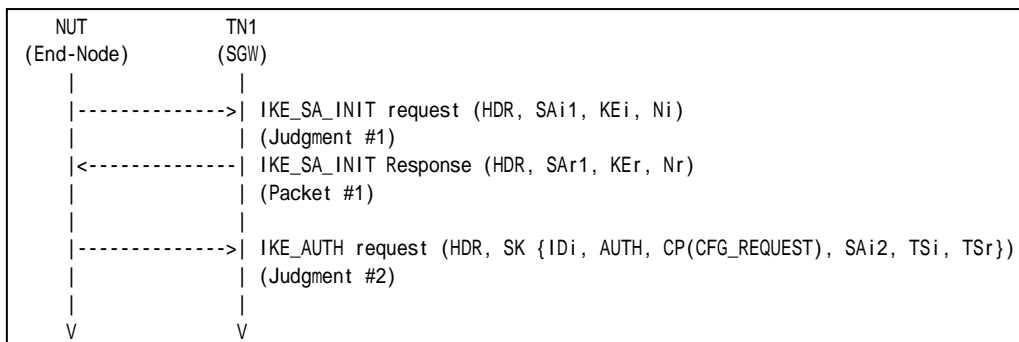 NUT TN1
(End-Node) (SGW)
| |
|-------------->| IKE_SA_INIT request (HDR, SAi1, KEi, Ni)
| | (Judgment #1)
|<--------------| IKE_SA_INIT Response (HDR, SAr1, KEr, Nr)
| | (Packet #1)
| |
|-------------->| IKE_AUTH request (HDR, SK {IDi, AUTH, CP(CFG_REQUEST), SAi2, TSi, TSr})
| | (Judgment #2)
| |
V V